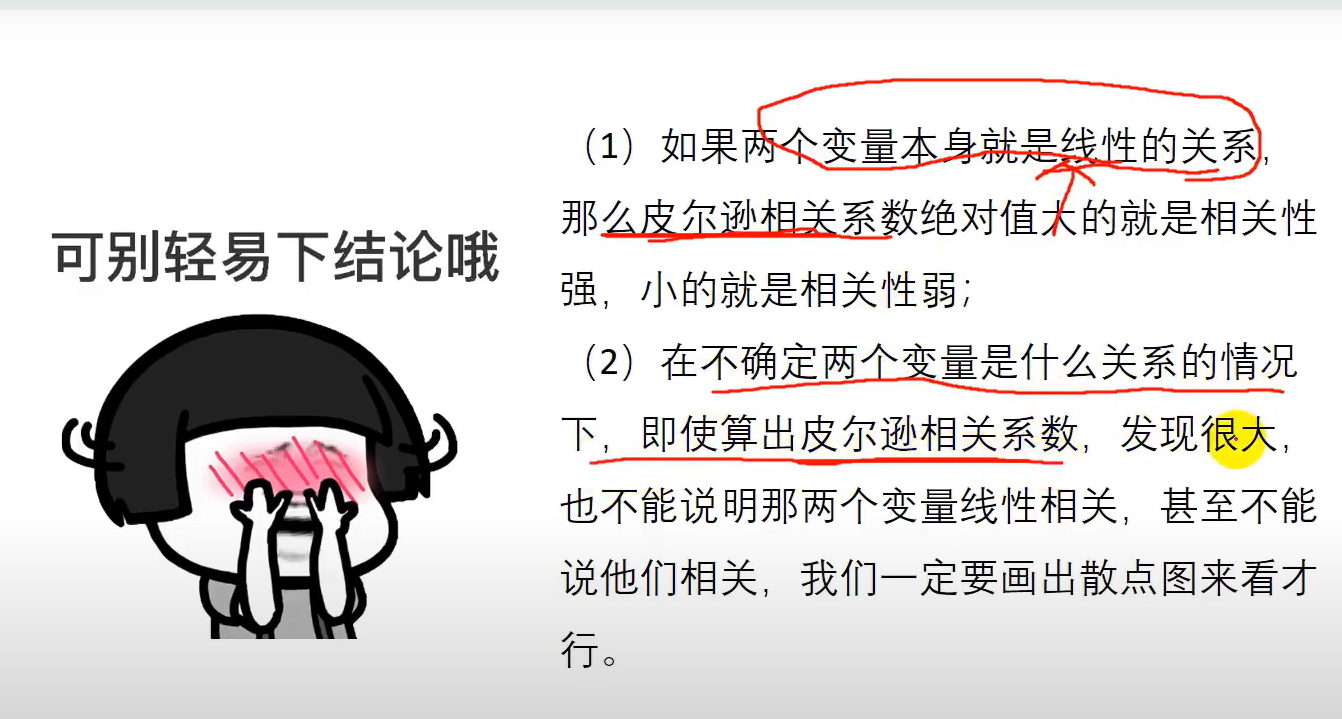 可别轻易下结论哦
（1）如果两个变量本身就是线性的关系，
那么皮尔逊相关系数绝对值大的就是相关性
强，小的就是相关性弱；
（2）在不确定两个变量是什么关系的情况
下，即使算出皮尔逊相关系数，发现很大，
也不能说明那两个变量线性相关，甚至不能
说他们相关，我们一定要画出散点图来看才
行。